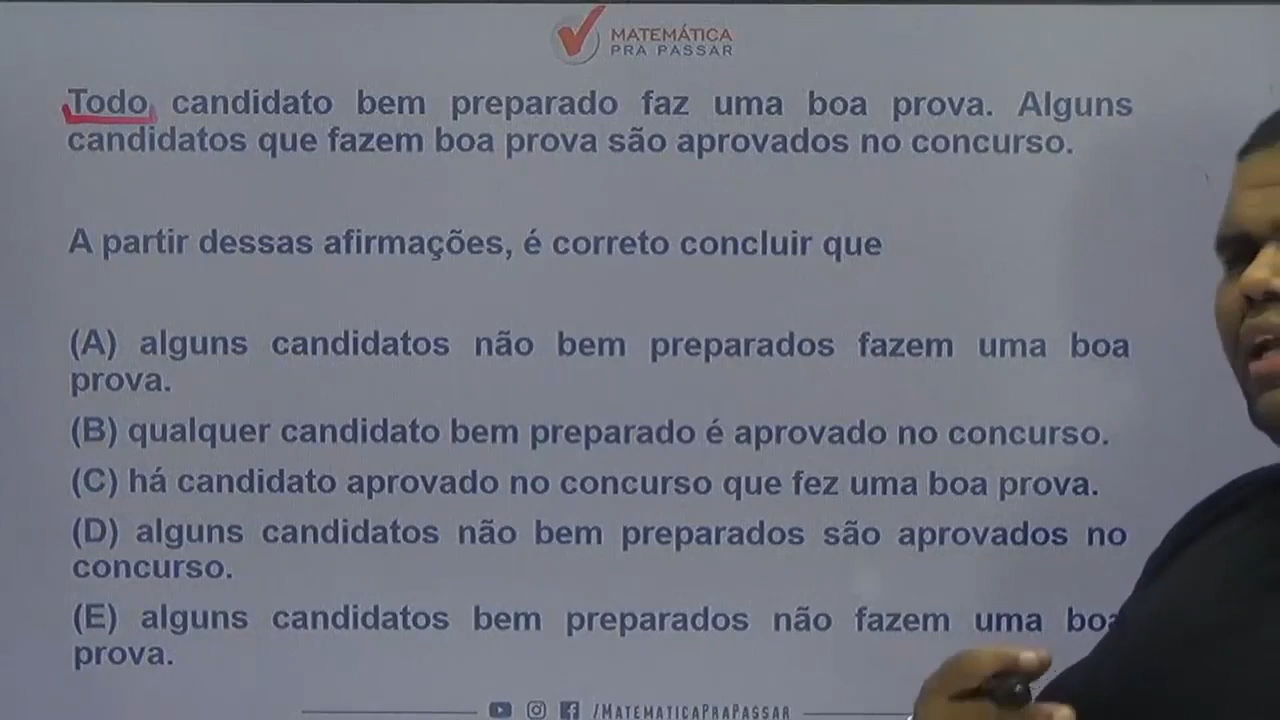 MATEMÁTICA
PRA PASSAR
Todo candidato bem preparado faz uma boa prova. Alguns
candidatos que fazem boa prova são aprovados no concurso.
A partir dessas afirmações, é correto concluir que
(A) alguns candidatos não bem preparados fazem uma boa
prova.
(B) qualquer candidato bem preparado é aprovado no concurso.
(C) há candidato aprovado no concurso que fez uma boa prova.
(D) alguns candidatos não bem preparados são aprovados no
concurso.
(E) alguns candidatos bem preparados não fazem uma boa
prova.
/MATEMATICAPRAPASSAR